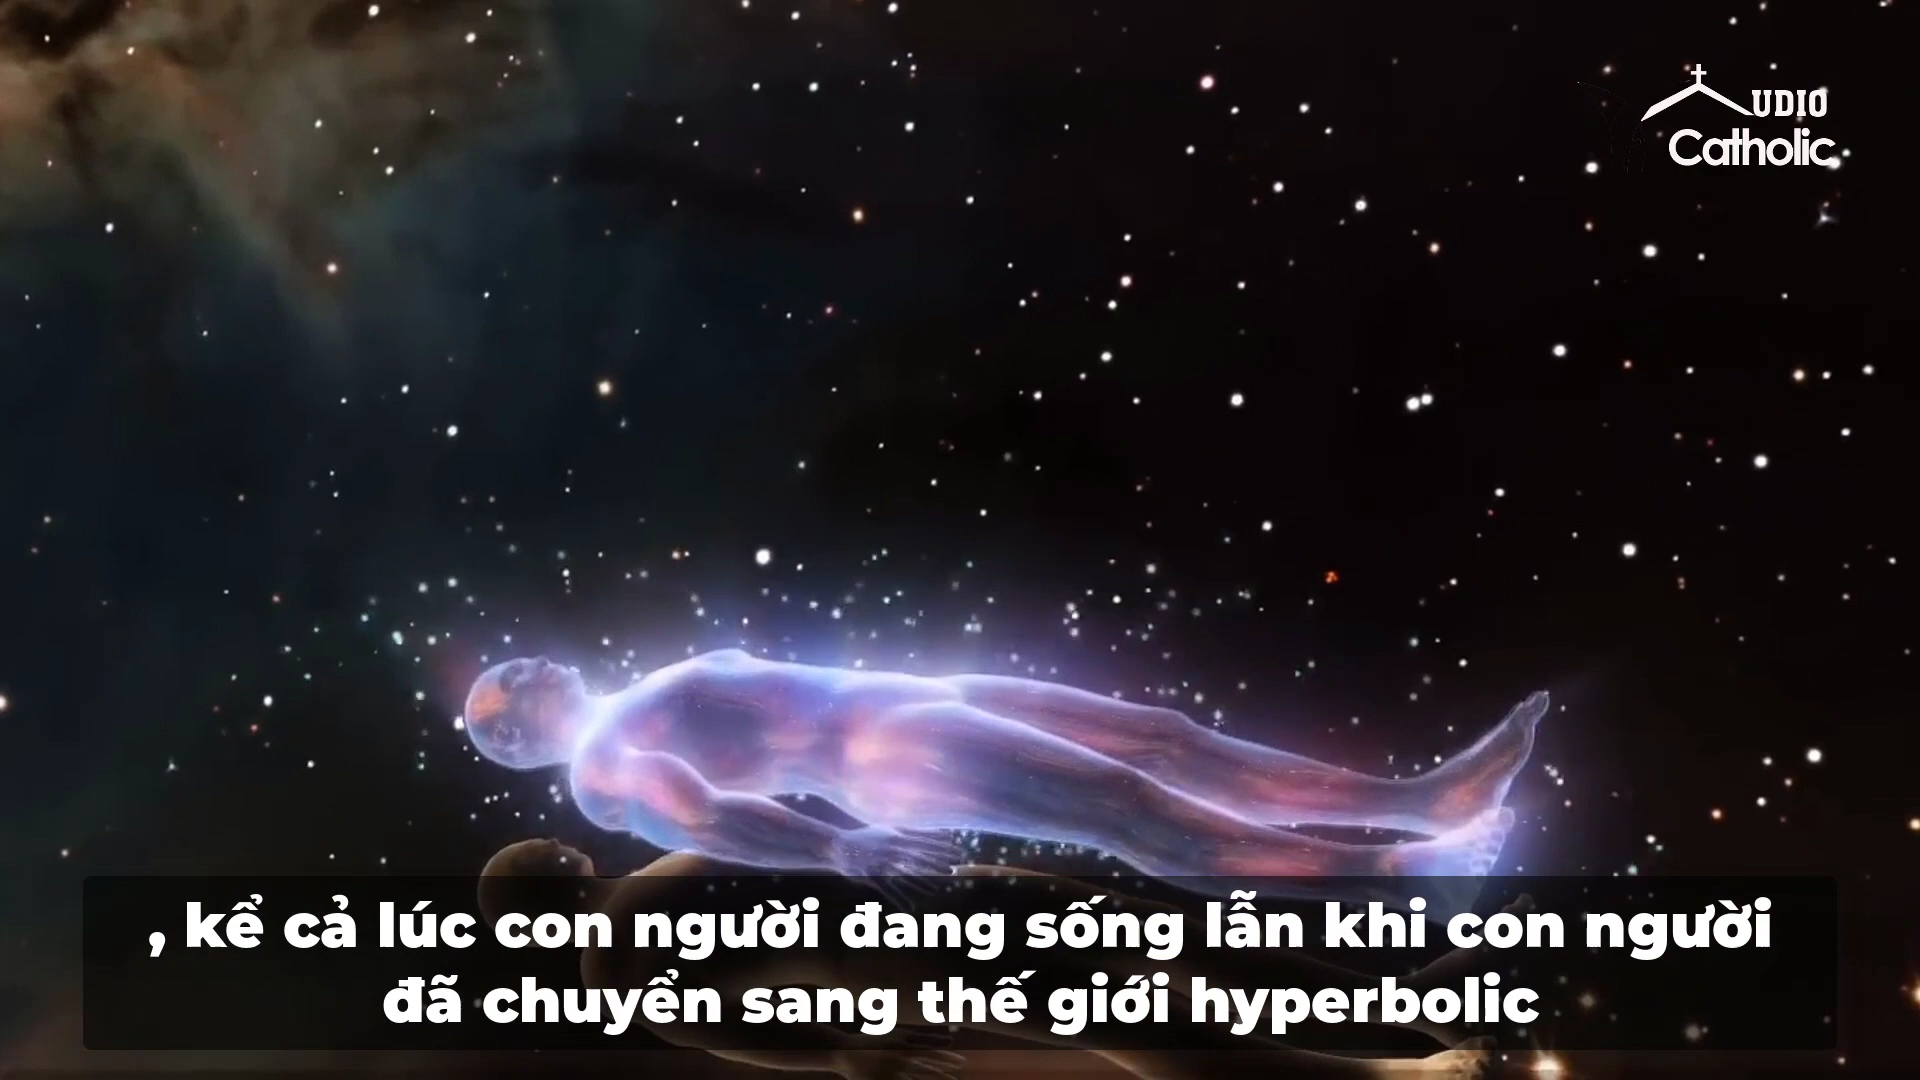 UDIO
Catholic
, kể cả lúc con người đang sống lẫn khi con người
đã chuyển sang thế giới hyperbolic